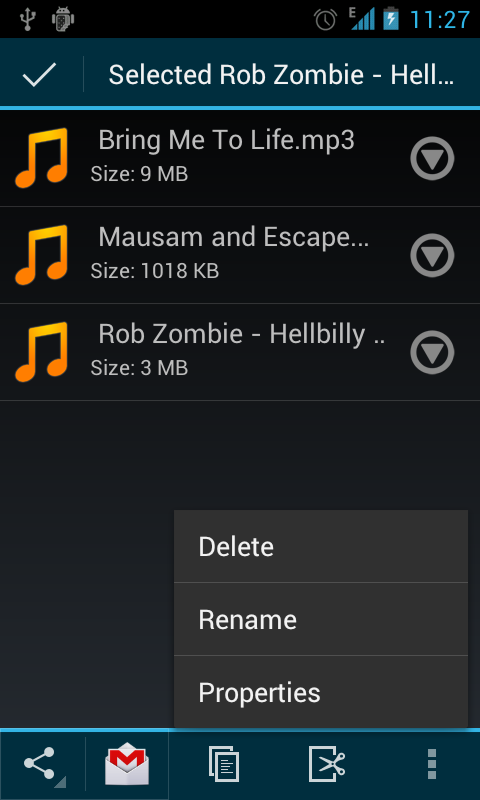 E 11:27
Selected Rob Zombie - Hell...
Bring Me To Life.mp3
Size: 9 MB
Mausam and Escape...
Size: 1018 KB
Rob Zombie - Hellbilly ..
Size: 3 MB
Delete
Rename
Properties